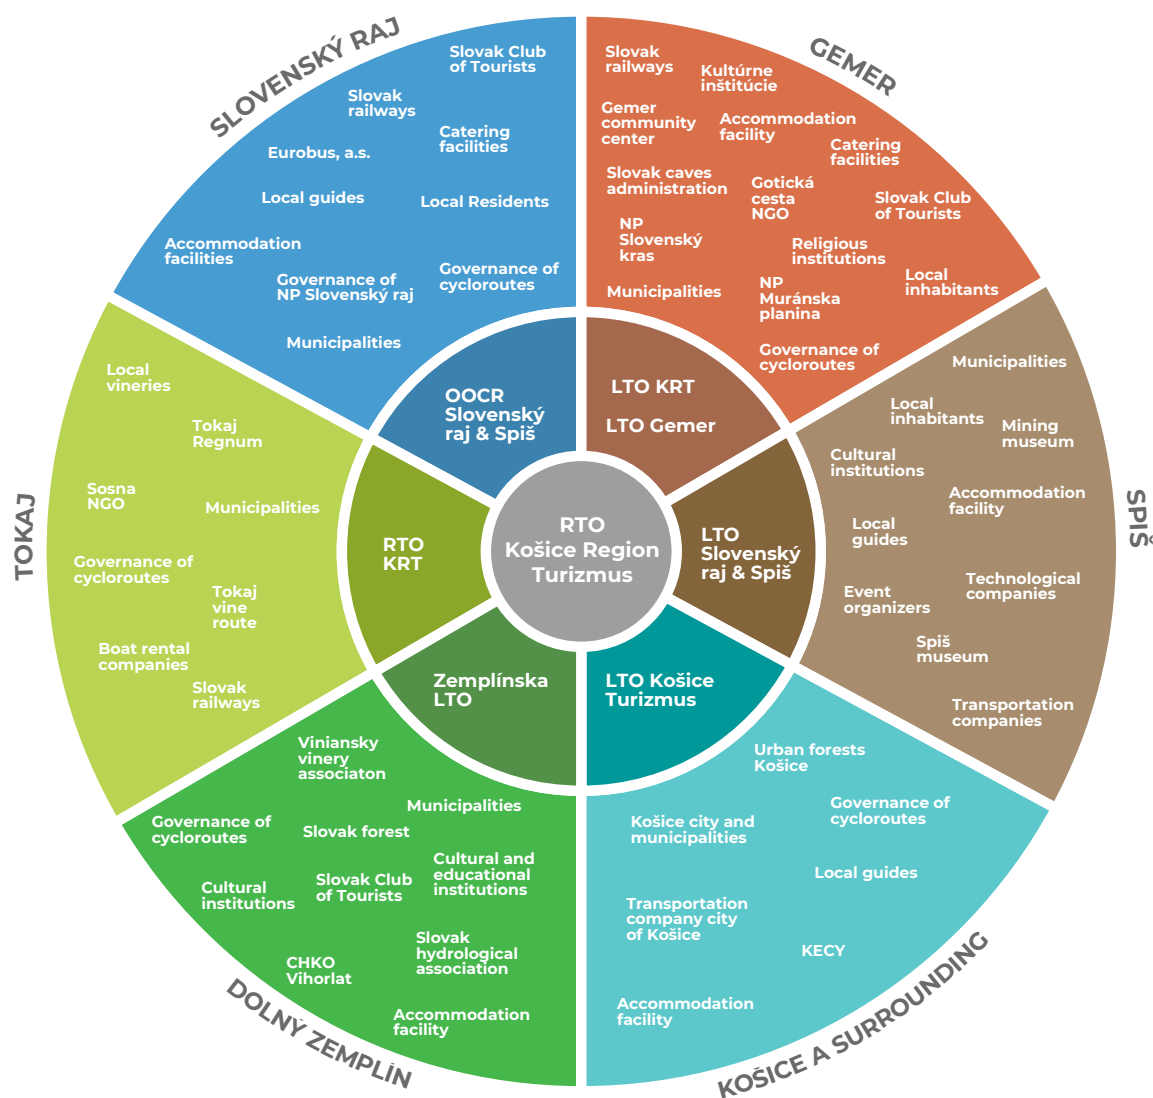 SLOVENSKÝ RAJ
Slovak Club
of Tourists
Slovak
railways
Catering
facilities
Eurobus, a.s.
Local guides
Local Residents
Accommodation
facilities
Governance of
NP Slovenský raj
Governance of
cycloroutes
Municipalities
OOCR
Slovenský
raj & Spiš
GEMER
Slovak
railways
Kultúrne
inštitúcie
Gemer
community
center
Accommodation
facility
Catering
facilities
Slovak caves
administration
Gotická
cesta
NGO
Slovak Club
of Tourists
NP
Slovenský
kras
Religious
institutions
Local
inhabitants
Municipalities
NP
Muránska
planina
Governance of
cycloroutes
LTO KRT
LTO Gemer
SPIŠ
Municipalities
Local
inhabitants
Mining
museum
Cultural
institutions
Accommodation
facility
Local
guides
Technological
companies
Event
organizers
Spiš
museum
Transportation
companies
LTO
Slovenský
raj & Spiš
RTO
Košice Region
Turizmus
TOKAJ
Local
vineries
Tokaj
Regnum
Sosna
NGO
Municipalities
Governance of
cycloroutes
Tokaj
vine
route
Boat rental
companies
Slovak
railways
RTO
KRT
Zemplínska
LTO
Viniansky
vinery
associaton
Municipalities
Governance of
cycloroutes
Slovak forest
Cultural and
educational
institutions
Cultural
institutions
Slovak Club
of Tourists
Slovak
hydrological
association
CHKO
Vihorlat
Accommodation
facility
DOLNÝ ZEMPLÍN
LTO Košice
Turizmus
Urban forests
Košice
Košice city and
municipalities
Governance of
cycloroutes
Local guides
Transportation
company city
of Košice
KECY
Accommodation
facility
KOŠICE A SURROUNDING